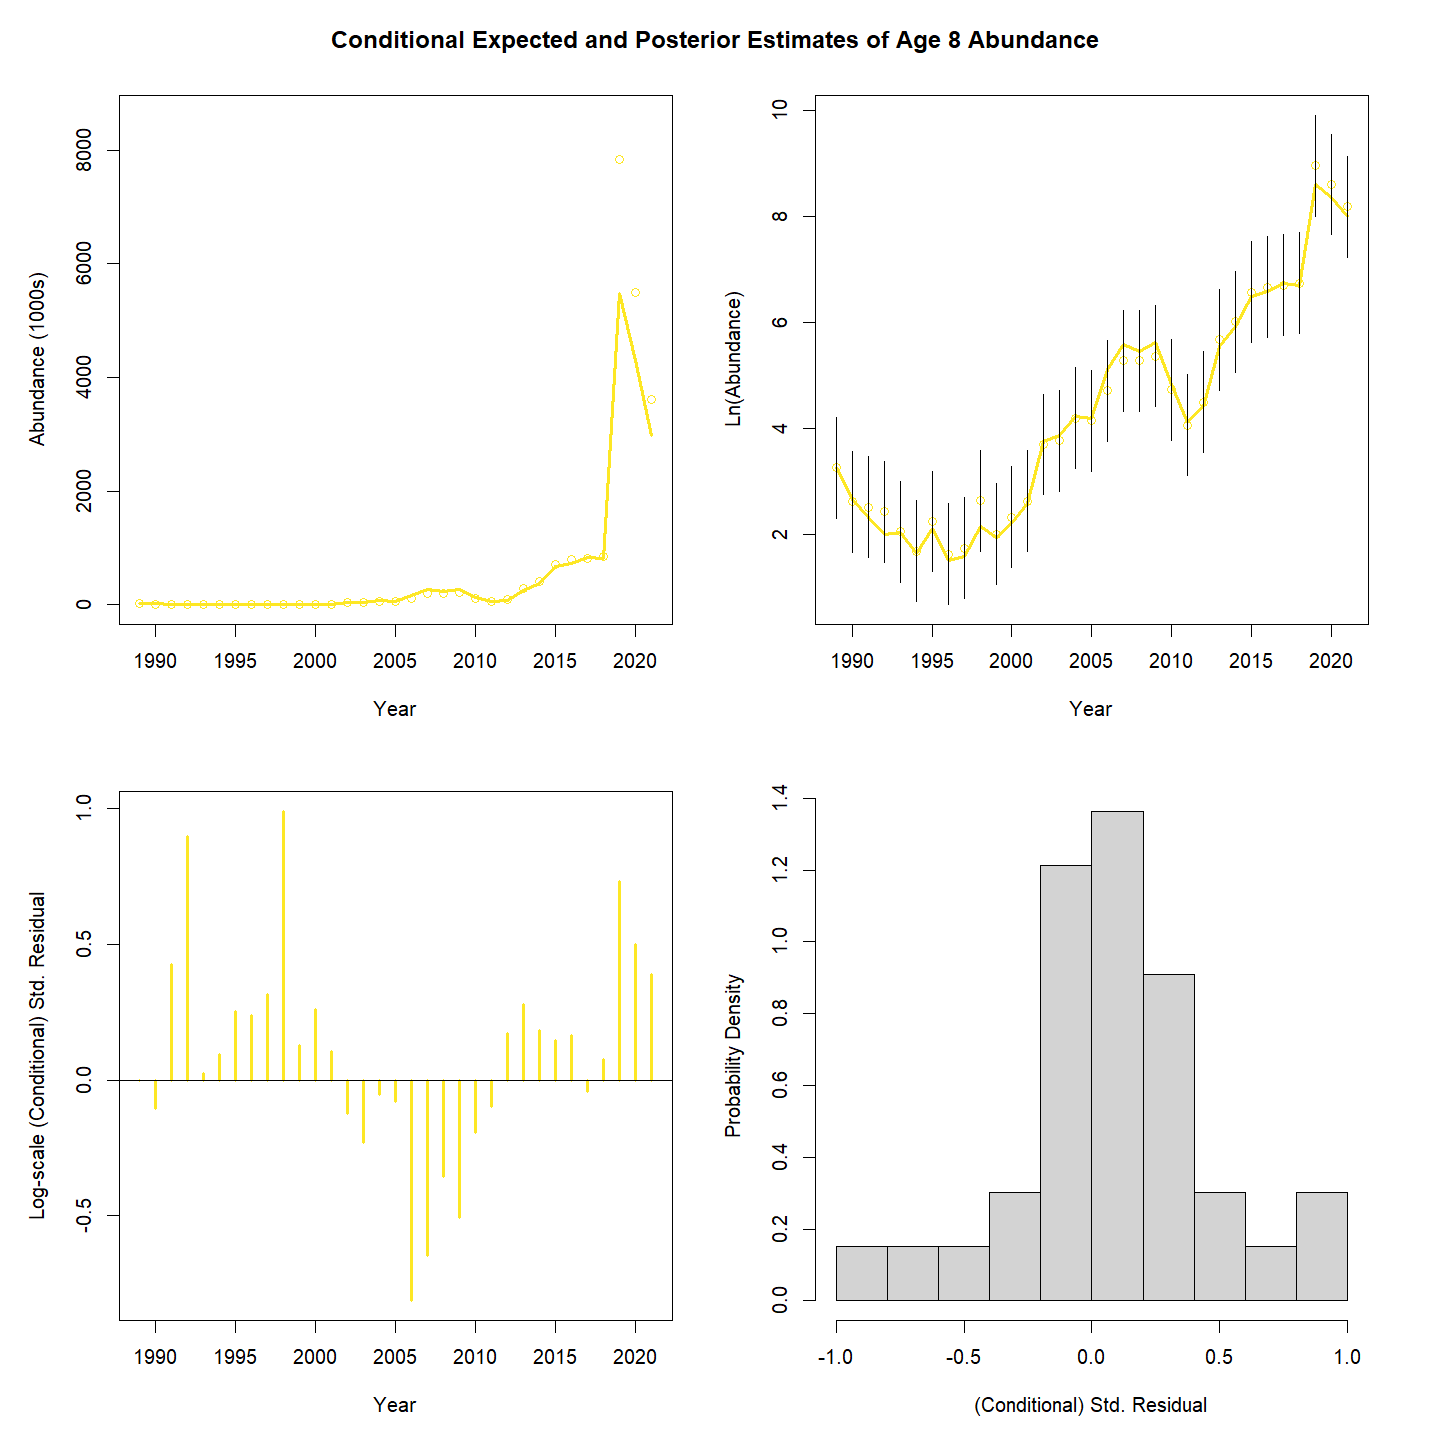 Conditional Expected and Posterior Estimates of Age 8 Abundance
Abundance (1000s)
8000
6000
4000
2000
0
1990 1995 2000 2005 2010 2015 2020
Year
Ln(Abundance)
10
8
6
4
2
1990 1995 2000 2005 2010 2015 2020
Year
Log-scale (Conditional) Std. Residual
1.0
0.5
0.0
-0.5
1990 1995 2000 2005 2010 2015 2020
Year
Probability Density
1.4
1.2
1.0
0.8
0.6
0.4
0.2
0.0
-1.0 -0.5 0.0 0.5 1.0
(Conditional) Std. Residual